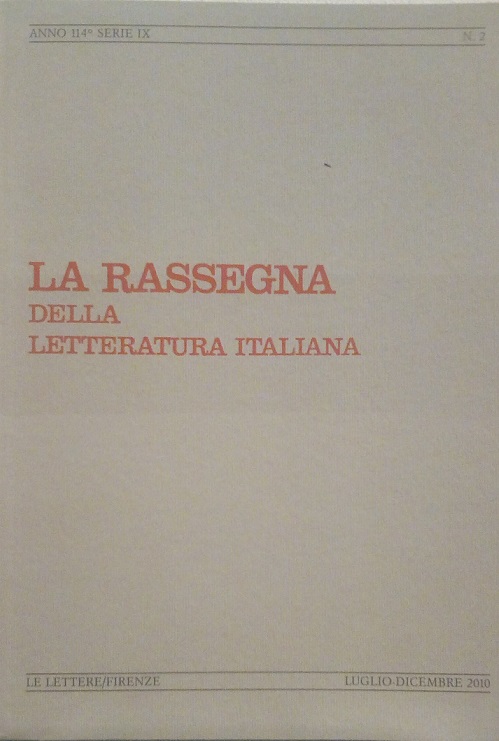 ANNO 114° SERIE IX N. 2
LA RASSEGNA
DELLA
LETTERATURA ITALIANA
LE LETTERE/FIRENZE LUGLIO-DICEMBRE 2010